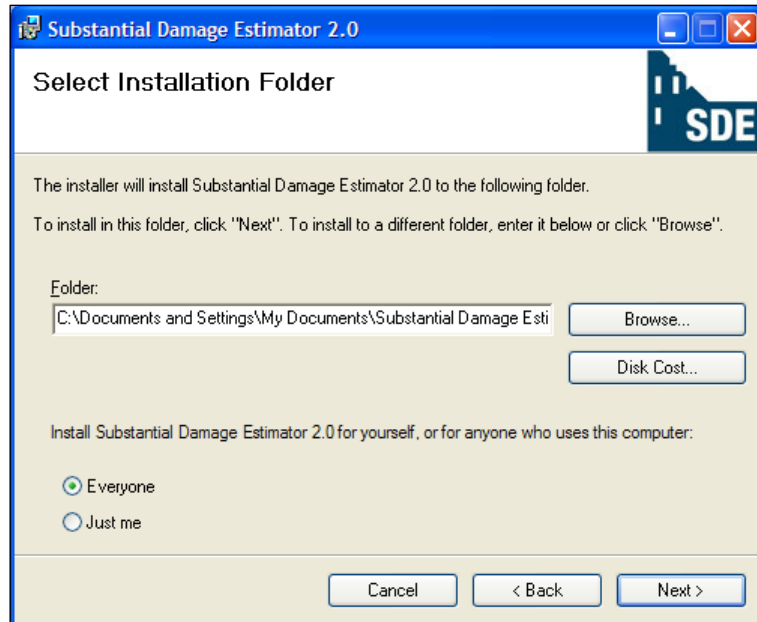 Substantial Damage Estimator 2.0
Select Installation Folder
SDE
The installer will install Substantial Damage Estimator 2.0 to the following folder.
To install in this folder, click "Next". To install to a different folder, enter it below or click "Browse".
Folder:
C:\Documents and Settings\My Documents\Substantial Damage Esti
Browse...
Disk Cost...
Install Substantial Damage Estimator 2.0 for yourself, or for anyone who uses this computer:
Everyone
Just me
Cancel
< Back
Next >